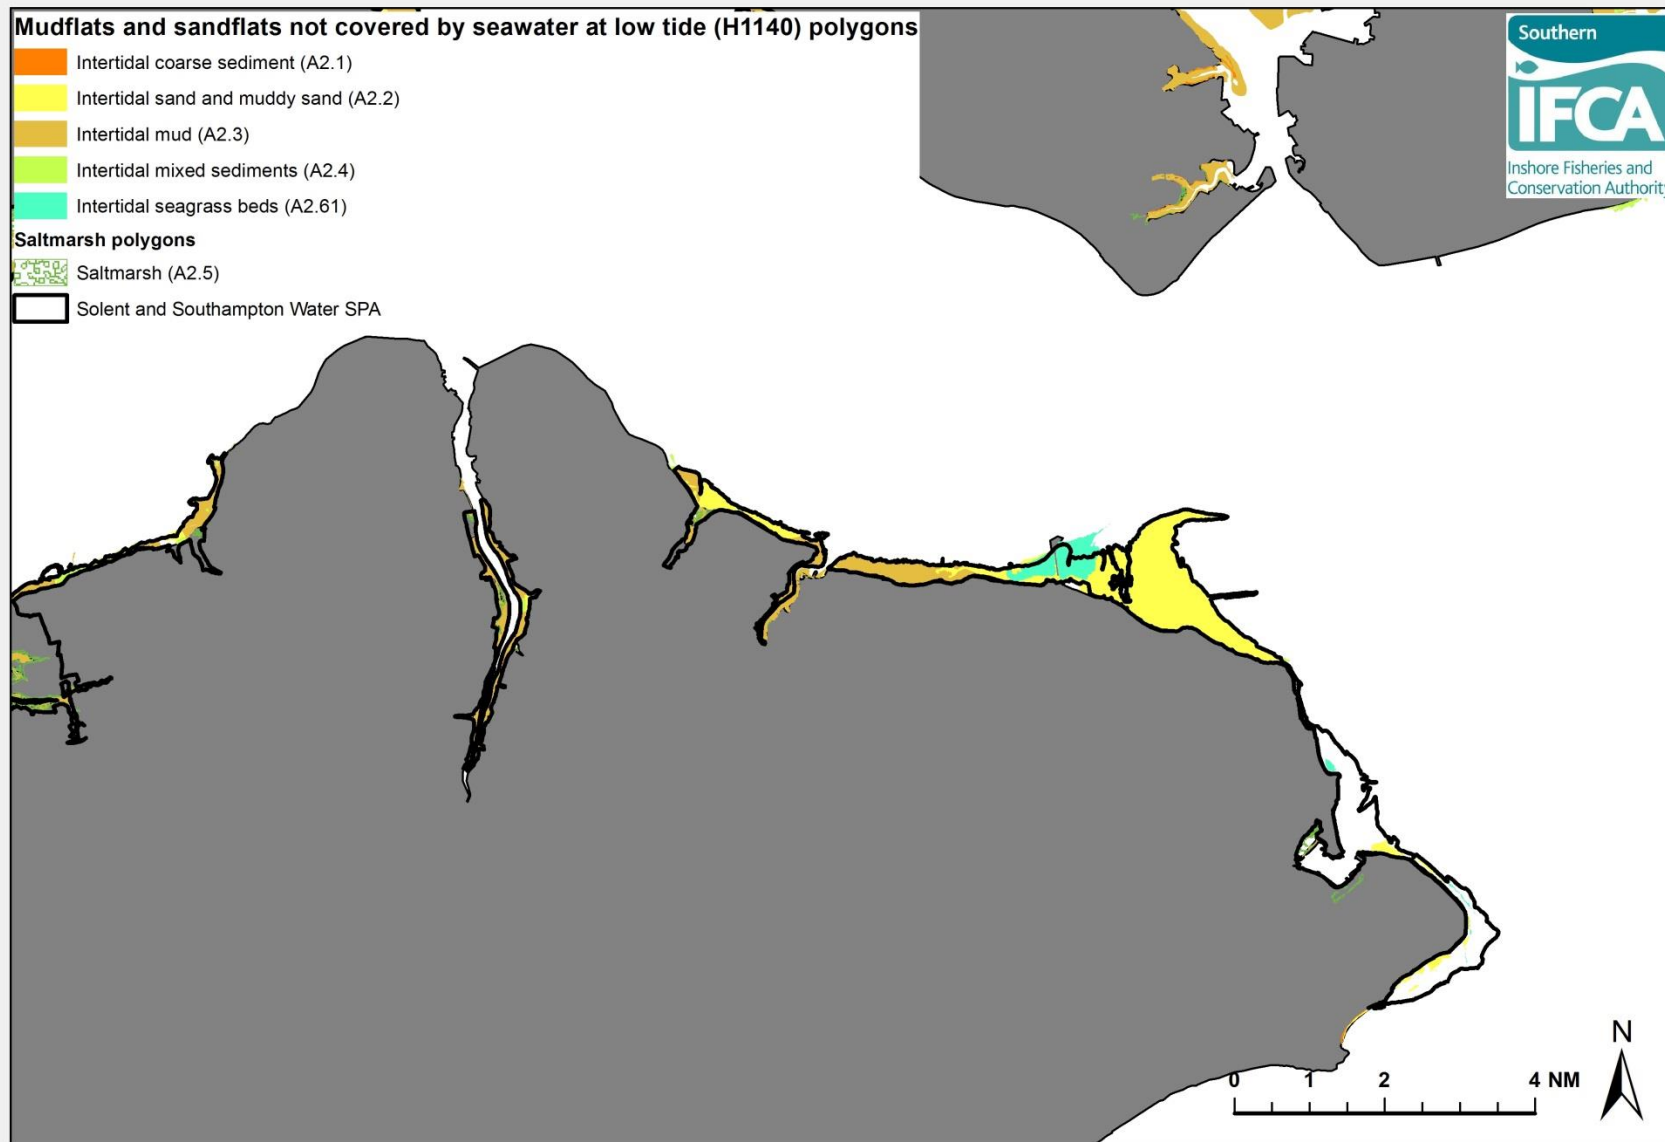 Mudflats and sandflats not covered by seawater at low tide (H1140) polygons
Intertidal coarse sediment (A2.1)
Intertidal sand and muddy sand (A2.2)
Intertidal mud (A2.3)
Intertidal mixed sediments (A2.4)
Intertidal seagrass beds (A2.61)
Saltmarsh polygons
Saltmarsh (A2.5)
Solent and Southampton Water SPA
Southern
IFCA
Inshore Fisheries and
Conservation Authority
N
0 1 2 4 NM